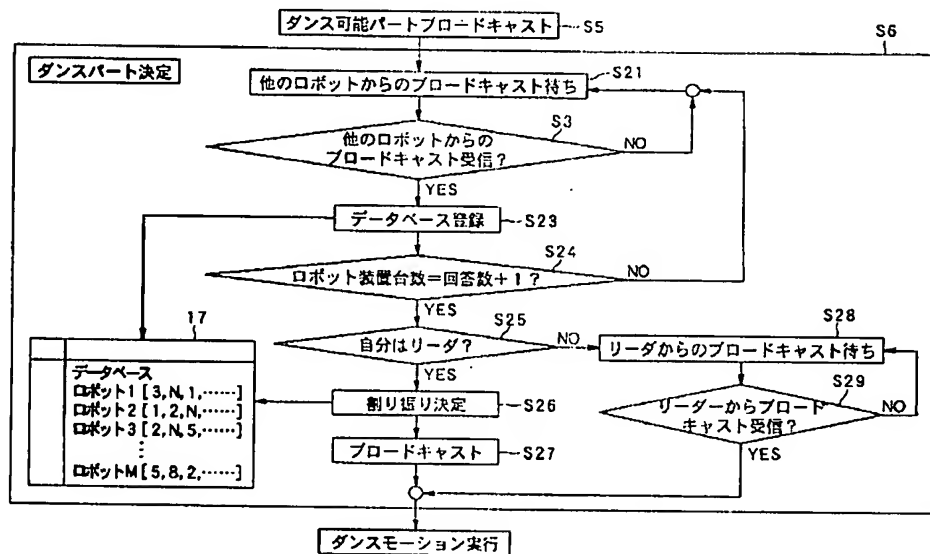 ダンス可能パートブロードキャスト S5
S6
ダンスパート決定
他のロボットからのブロードキャスト待ち S21
他のロボットからの
ブロードキャスト受信? S3
NO
YES
データベース登録 S23
ロボット装置台数=回答数+1? S24
NO
YES
自分はリーダ? S25
NO
YES
17
データベース
ロボット1[3,N,1,……]
ロボット2[1,2,N,……]
ロボット3[2,N,5,……]
⋮
ロボットM[5,8,2,……]
割り返り決定 S26
ブロードキャスト S27
リーダからのブロードキャスト待ち S28
リーダーからブロード
キャスト受信? S29
NO
YES
ダンスモーション実行